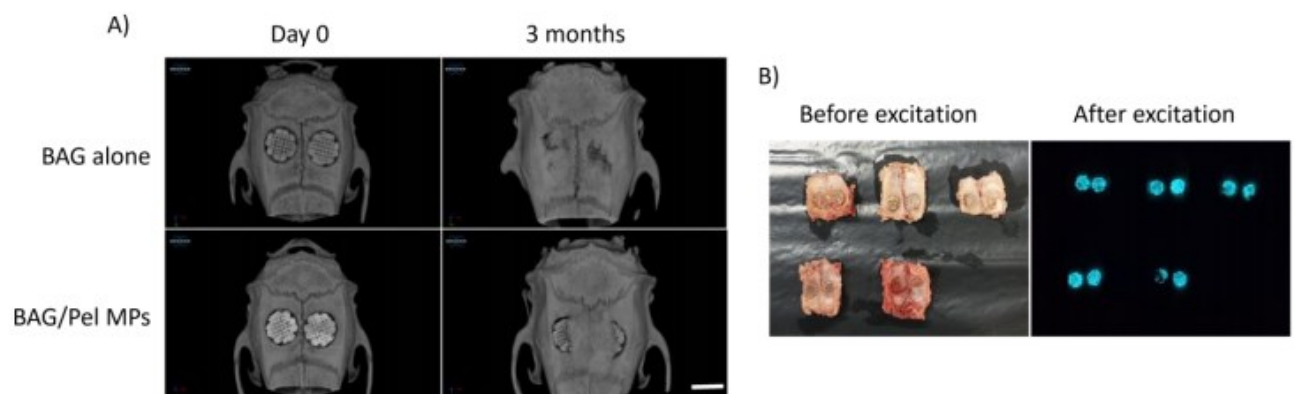 A)
Day 0
3 months
BAG alone
BAG/Pel MPs
B)
Before excitation
After excitation